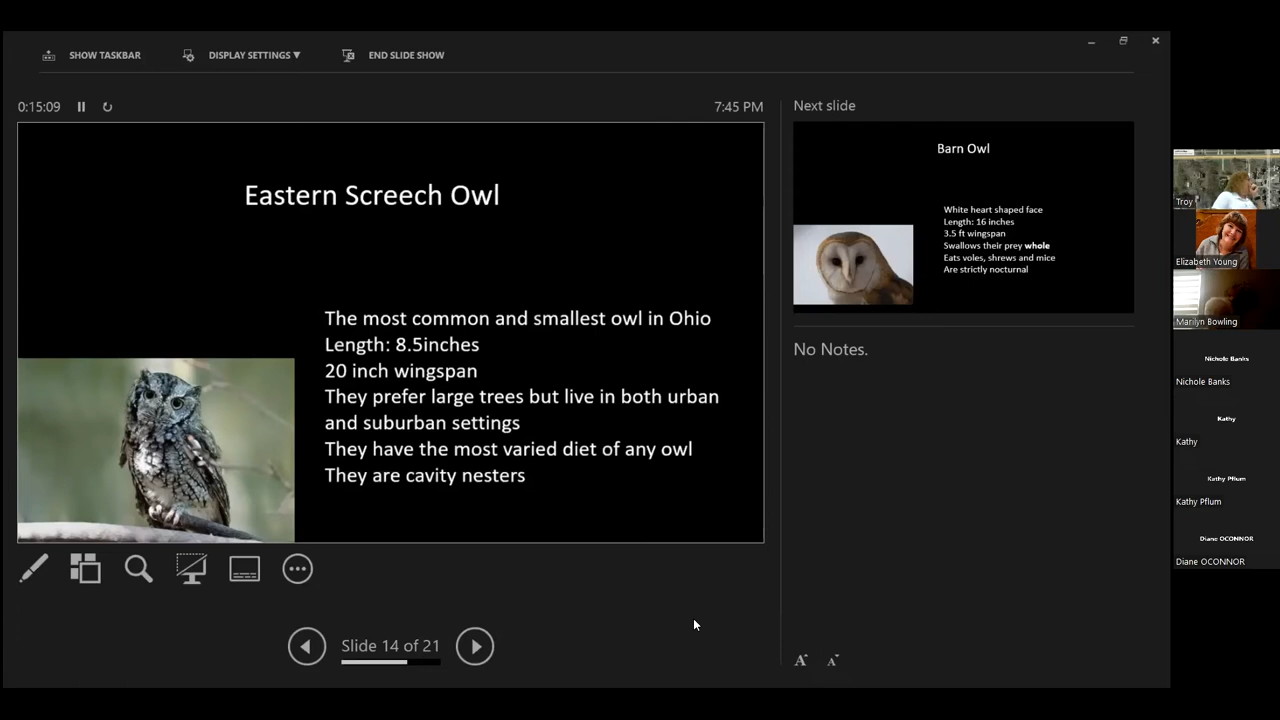 SHOW TASKBAR
DISPLAY SETTINGS ▼
END SLIDE SHOW
0:15:09
7:45 PM
Eastern Screech Owl
The most common and smallest owl in Ohio
Length: 8.5inches
20 inch wingspan
They prefer large trees but live in both urban
and suburban settings
They have the most varied diet of any owl
They are cavity nesters
Slide 14 of 21
Next slide
Barn Owl
White heart shaped face
Length: 16 inches
3.5 ft wingspan
Swallows their prey whole
Eats voles, shrews and mice
Are strictly nocturnal
No Notes.
A A
Troy
Elizabeth Young
Marilyn Bowling
Nichole Banks
Nichole Banks
Kathy
Kathy
Kathy Pflum
Kathy Pflum
Diane OCONNOR
Diane OCONNOR